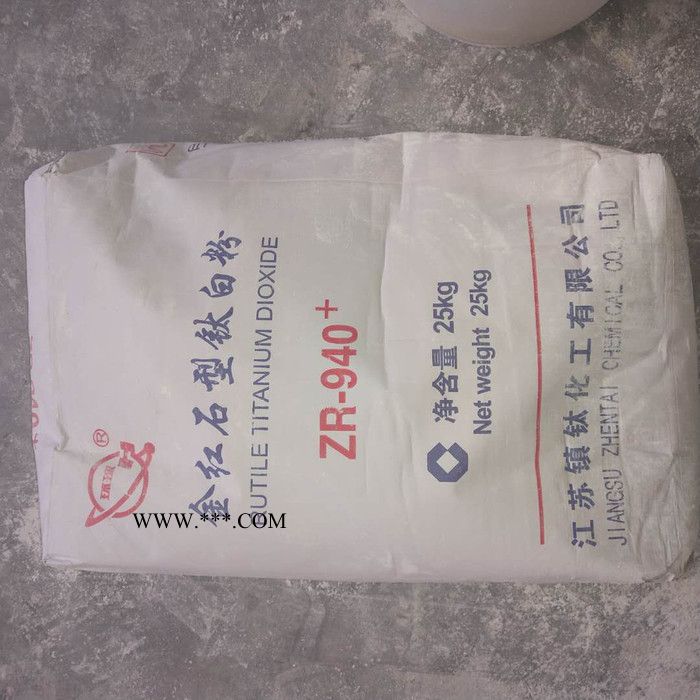 ®
金红石型钛白粉
BUTILE TITANIUM DIOXIDE
ZR-940+
净含量 25kg
Net weight 25kg
江苏镇钛化工有限公司
JIANGSU ZHENTAI CHEMICAL CO., LTD
WWW.***.COM